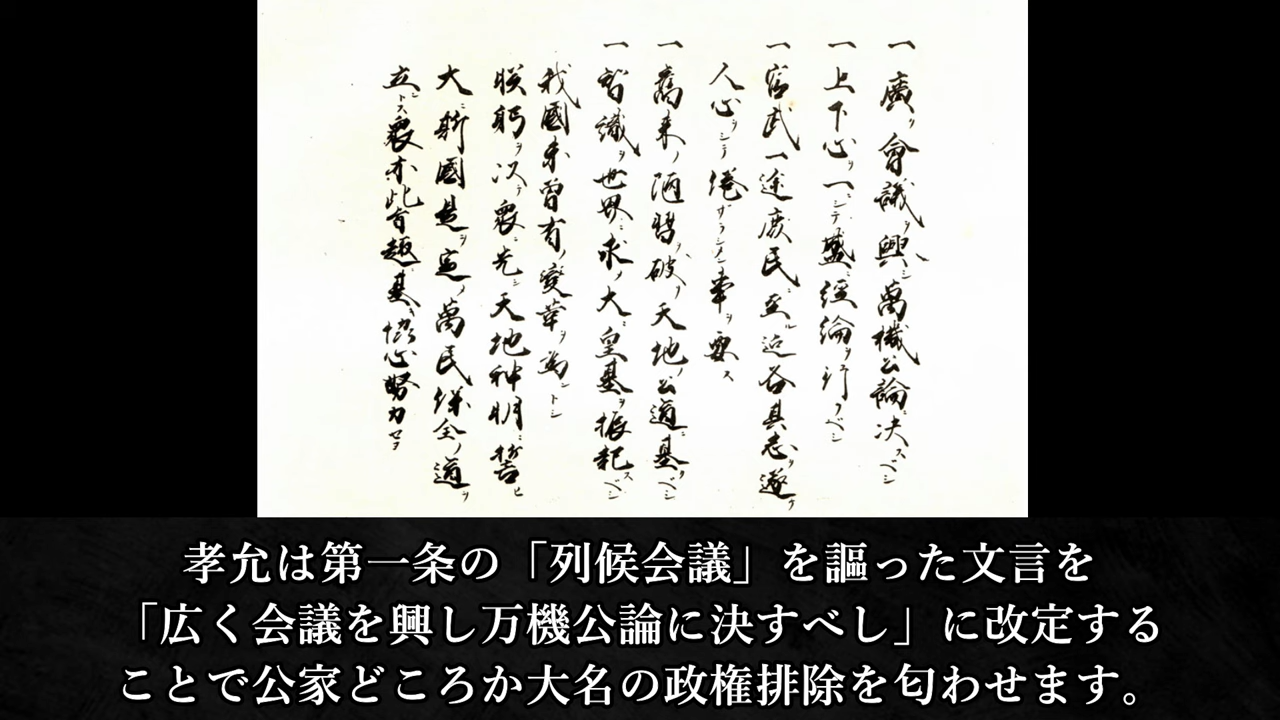 一 廣ク會議ヲ興シ萬機公論ニ決スベシ
一 上下心ヲ一ニシテ盛ニ經綸ヲ行フベシ
一 官武一途庶民ニ至ル迄各其志ヲ遂ケ
人心ヲシテ倦ザラシメン事ヲ要ス
一 舊来ノ陋習ヲ破リ天地ノ公道ニ基クベシ
一 智識ヲ世界ニ求メ大ニ皇基ヲ振起スベシ
我國未曾有ノ變革ヲ為ントシ
朕躬ヲ以テ衆ニ先シ天地神明ニ誓ヒ
大ニ斯國是ヲ定メ萬民保全ノ道ヲ
立ントス衆亦此旨趣ニ基キ協心努力セヨ
孝允は第一条の「列候会議」を謳った文言を
「広く会議を興し万機公論に決すべし」に改定する
ことで公家どころか大名の政権排除を匂わせます。